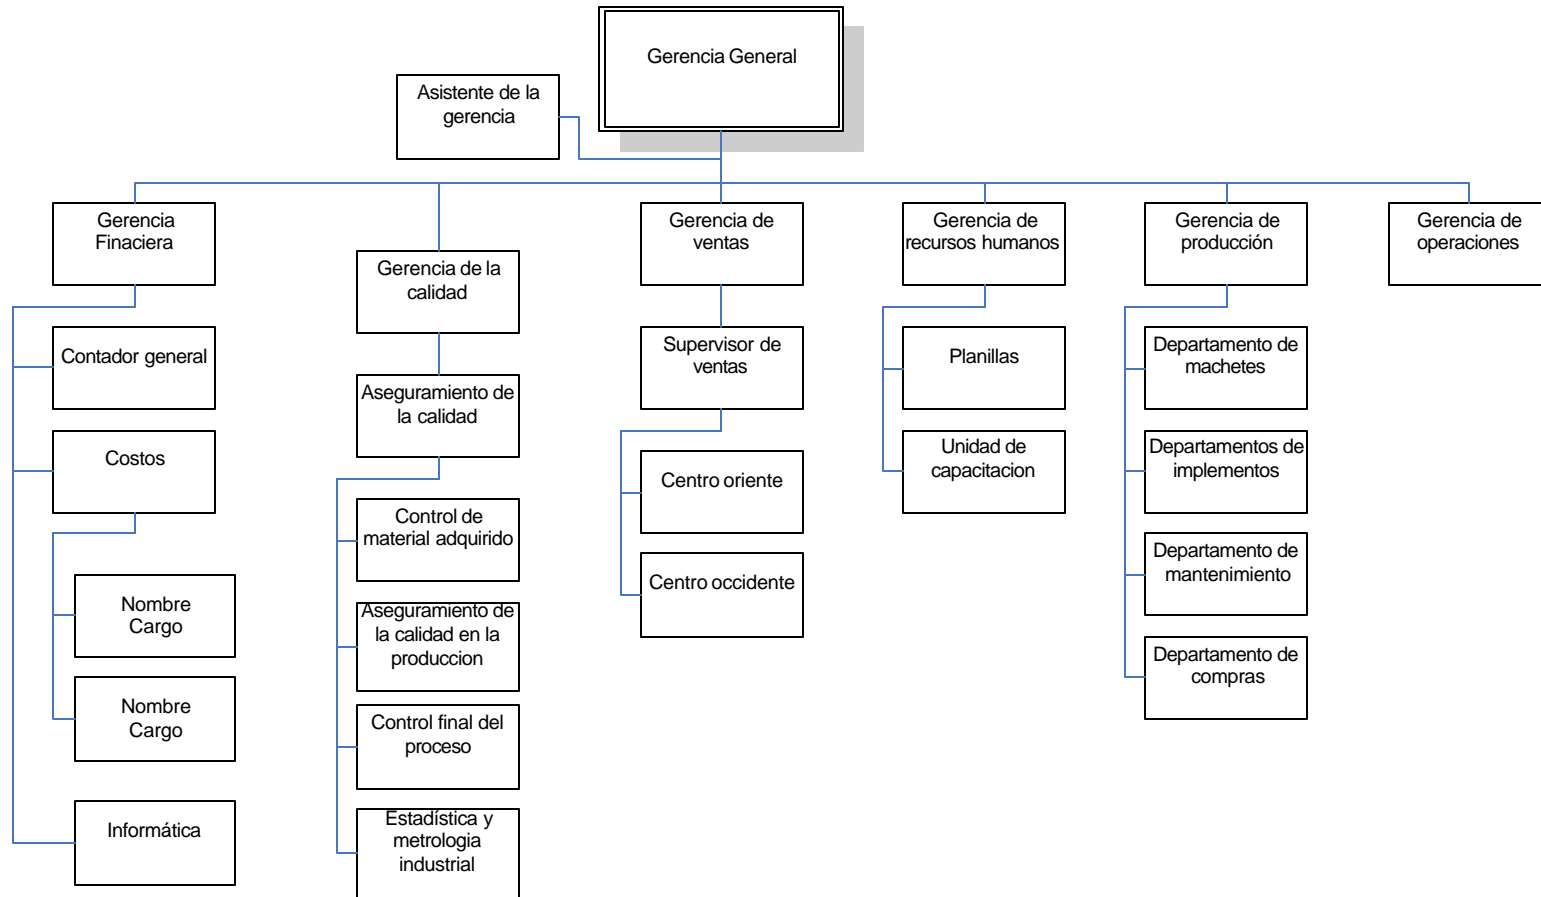 Gerencia General
Asistente de la
gerencia
Gerencia
Finaciera
Gerencia de la
calidad
Gerencia de
ventas
Gerencia de
recursos humanos
Gerencia de
producción
Gerencia de
operaciones
Contador general
Costos
Nombre
Cargo
Nombre
Cargo
Informática
Aseguramiento de
la calidad
Control de
material adquirido
Aseguramiento de
la calidad en la
produccion
Control final del
proceso
Estadística y
metrologia
industrial
Supervisor de
ventas
Centro oriente
Centro occidente
Planillas
Unidad de
capacitacion
Departamento de
machetes
Departamentos de
implementos
Departamento de
mantenimiento
Departamento de
compras